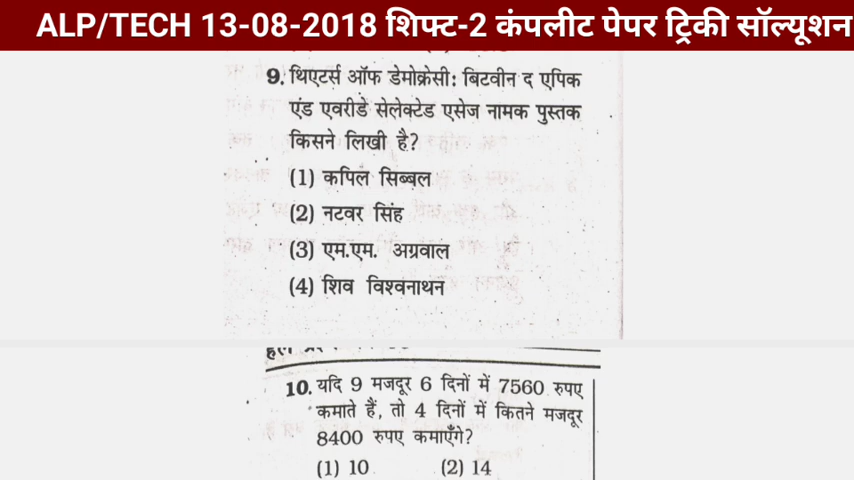 ALP/TECH 13-08-2018 शिफ्ट-2 कंपलीट पेपर ट्रिकी सॉल्यूशन
9. थिएटर्स ऑफ डेमोक्रेसी: बिटवीन द एपिक
एंड एवरीडे सेलेक्टेड एसेज नामक पुस्तक
किसने लिखी है?
(1) कपिल सिब्बल
(2) नटवर सिंह
(3) एम.एम. अग्रवाल
(4) शिव विश्वनाथन
10. यदि 9 मजदूर 6 दिनों में 7560 रुपए
कमाते हैं, तो 4 दिनों में कितने मजदूर
8400 रुपए कमाएँगे?
(1) 10 (2) 14